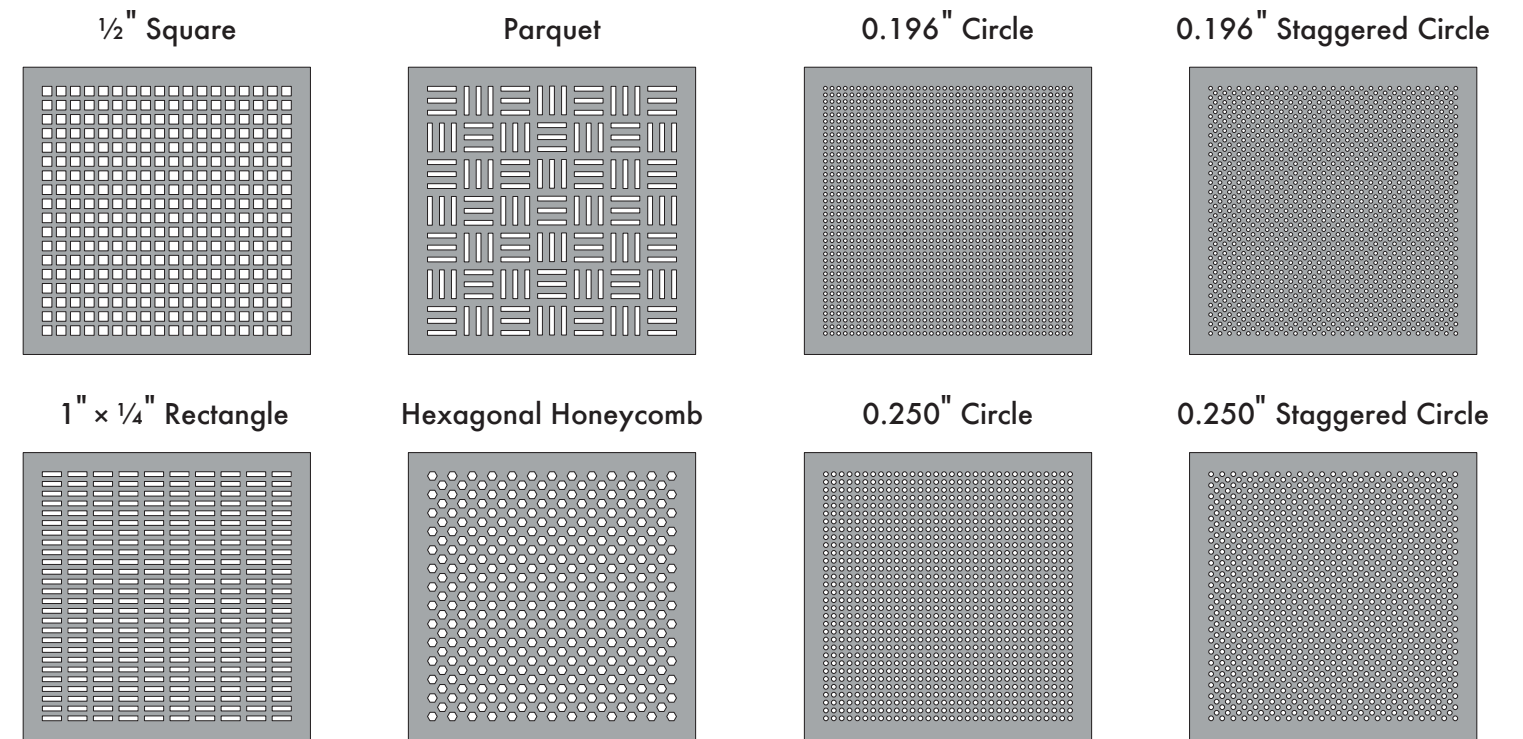 ½" Square
Parquet
0.196" Circle
0.196" Staggered Circle
1" × ¼" Rectangle
Hexagonal Honeycomb
0.250" Circle
0.250" Staggered Circle